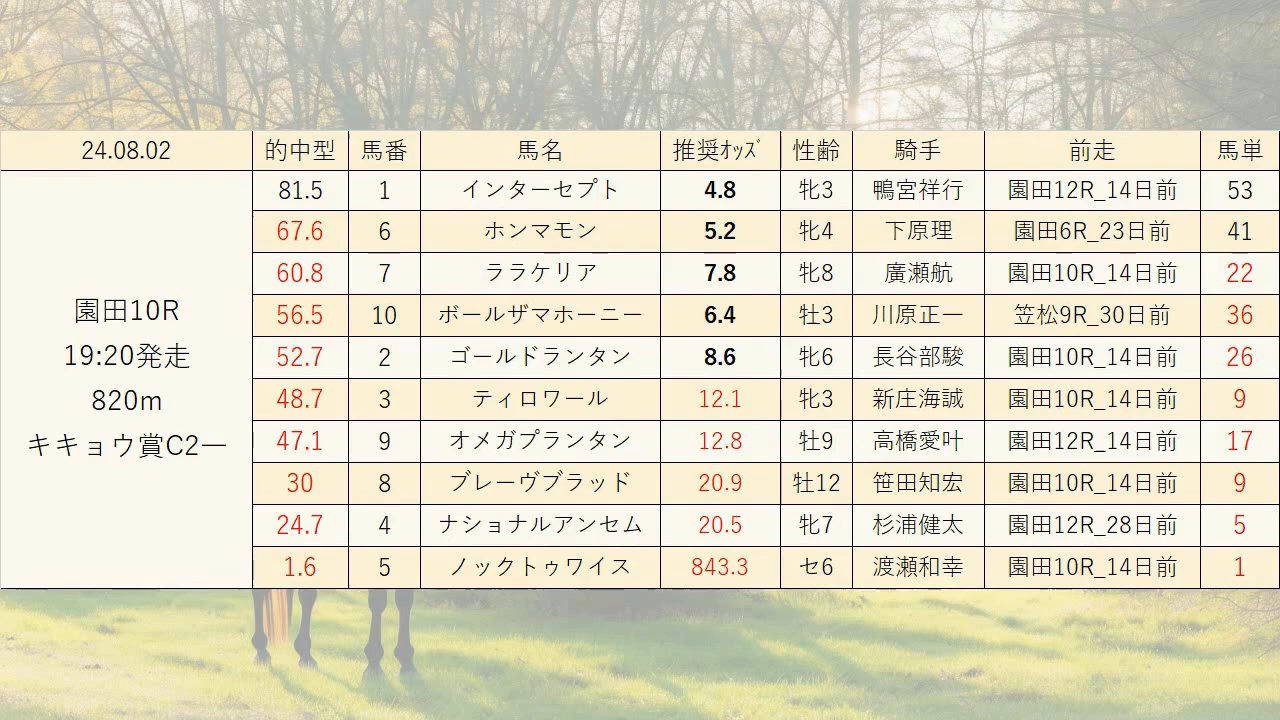 24.08.02 的中型 馬番 馬名 推奨ｵｯｽﾞ 性齢 騎手 前走 馬単
園田10R
19:20発走
820m
キキョウ賞C2一
81.5 1 インターセプト 4.8 牝3 鴨宮祥行 園田12R_14日前 53
67.6 6 ホンマモン 5.2 牝4 下原理 園田6R_23日前 41
60.8 7 ララケリア 7.8 牝8 廣瀬航 園田10R_14日前 22
56.5 10 ボールザマホーニー 6.4 牡3 川原正一 笠松9R_30日前 36
52.7 2 ゴールドランタン 8.6 牝6 長谷部駿 園田10R_14日前 26
48.7 3 ティロワール 12.1 牝3 新庄海誠 園田10R_14日前 9
47.1 9 オメガプランタン 12.8 牡9 高橋愛叶 園田12R_14日前 17
30 8 ブレーヴブラッド 20.9 牡12 笹田知宏 園田10R_14日前 9
24.7 4 ナショナルアンセム 20.5 牝7 杉浦健太 園田12R_28日前 5
1.6 5 ノックトゥワイス 843.3 セ6 渡瀬和幸 園田10R_14日前 1